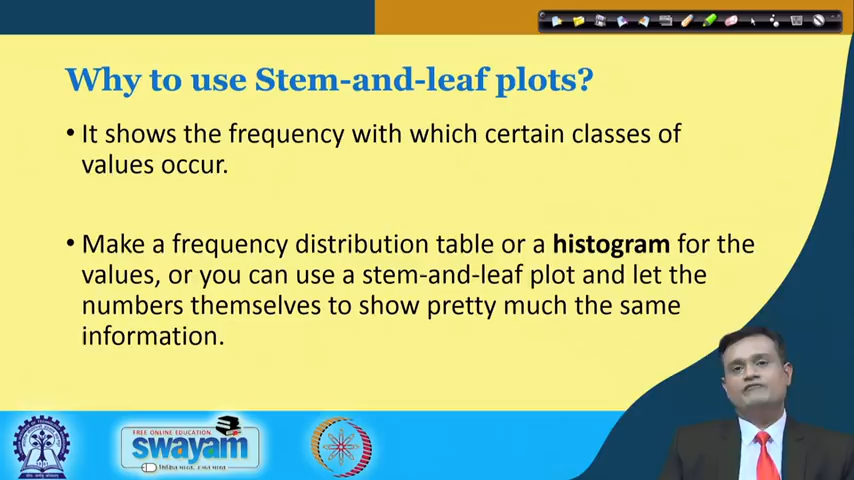 Why to use Stem-and-leaf plots?
• It shows the frequency with which certain classes of
values occur.
• Make a frequency distribution table or a histogram for the
values, or you can use a stem-and-leaf plot and let the
numbers themselves to show pretty much the same
information.
FREE ONLINE EDUCATION
swayam